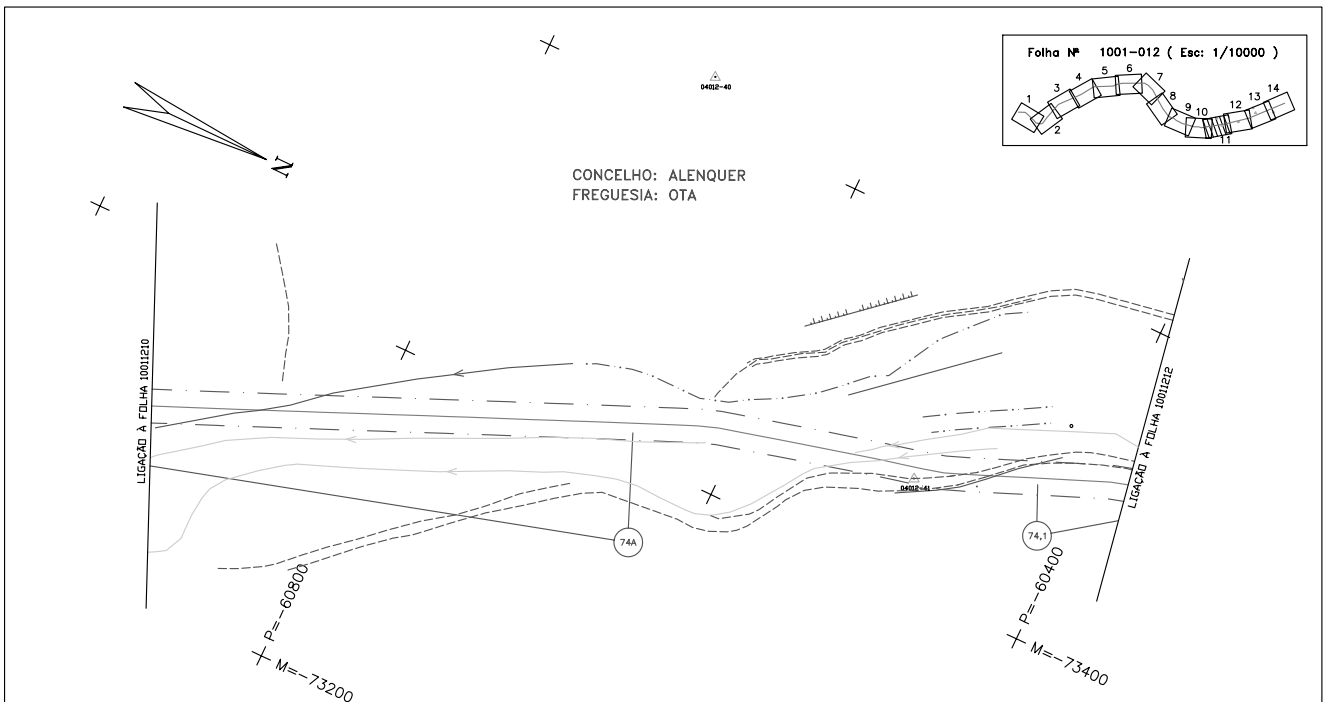 Folha Nº 1001-012 ( Esc: 1/10000 )
1
2
3
4
5
6
7
8
9
10
11
12
13
14
04012-40
N
CONCELHO: ALENQUER
FREGUESIA: OTA
LIGAÇÃO À FOLHA 10011210
LIGAÇÃO À FOLHA 10011212
04012-41
74A
74,1
P=-60800
M=-73200
P=-60400
M=-73400